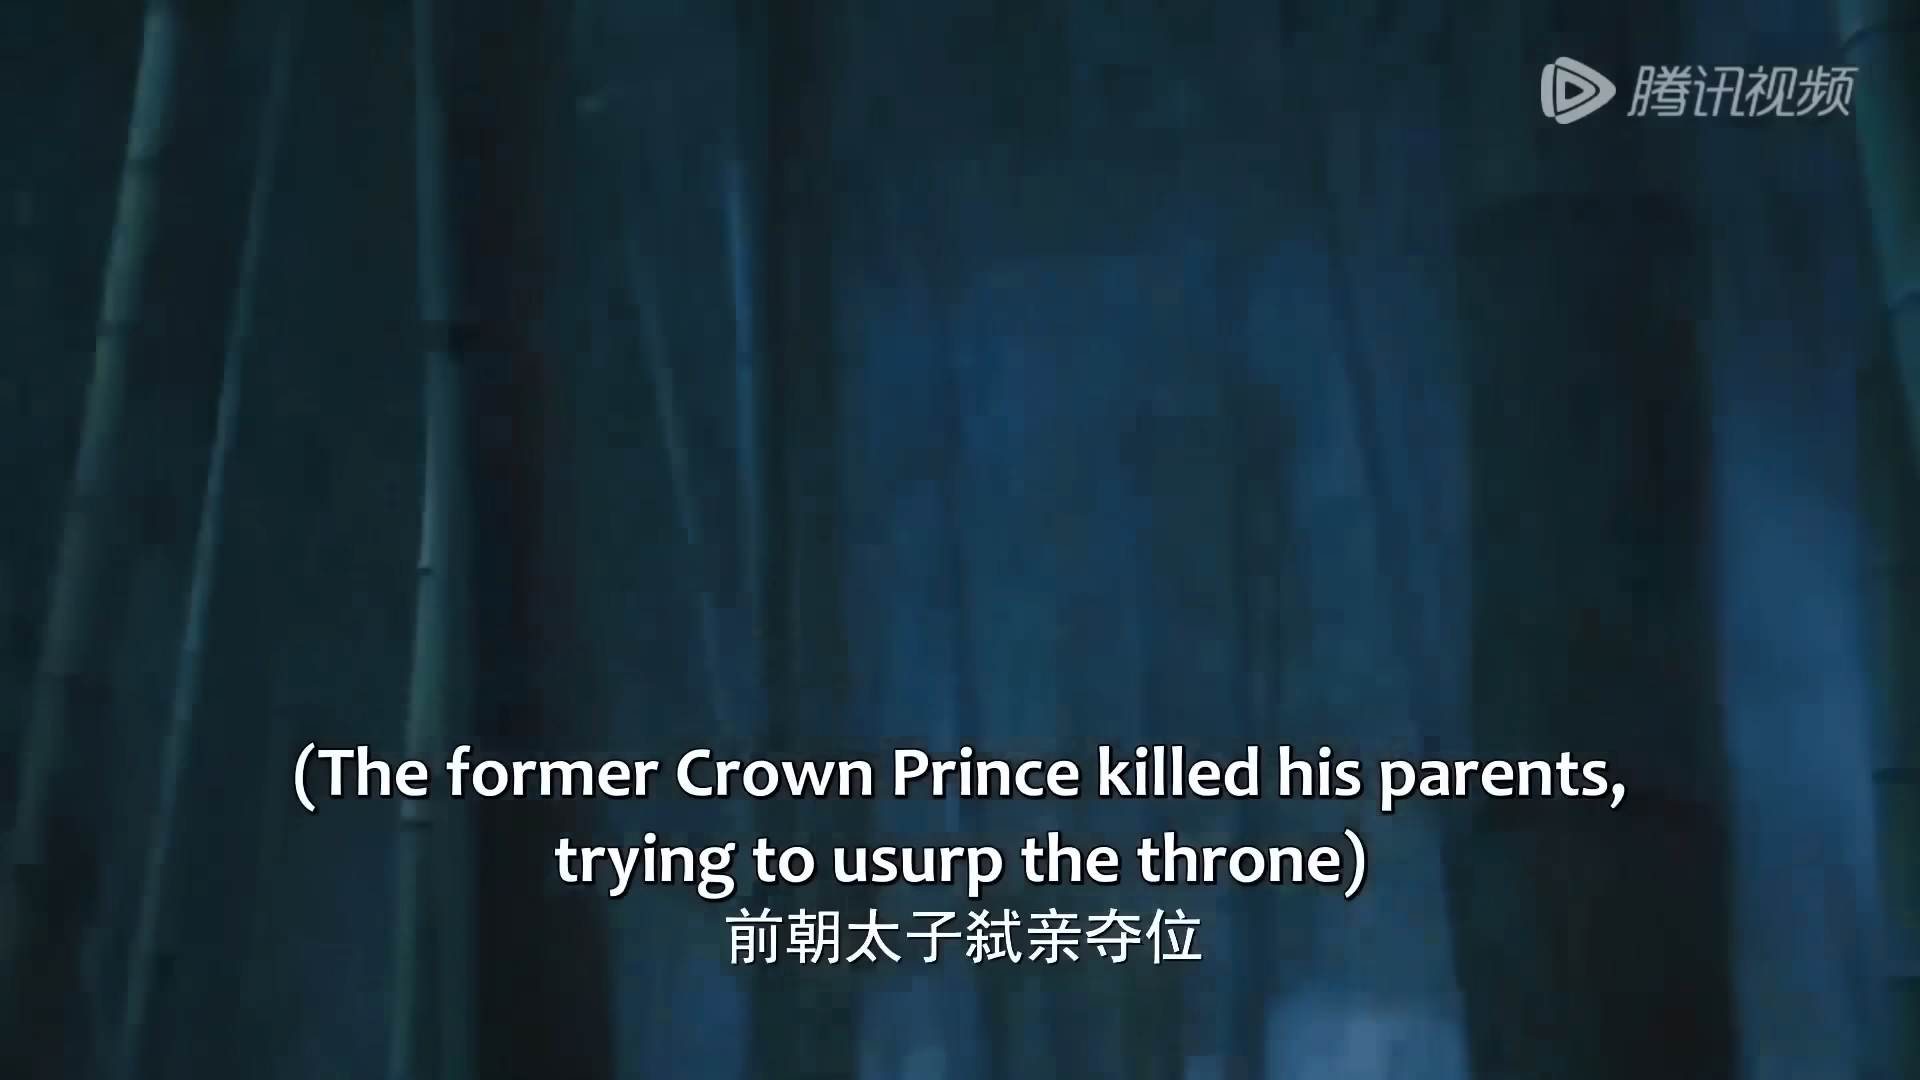 腾讯视频
(The former Crown Prince killed his parents,
trying to usurp the throne)
前朝太子弑亲夺位